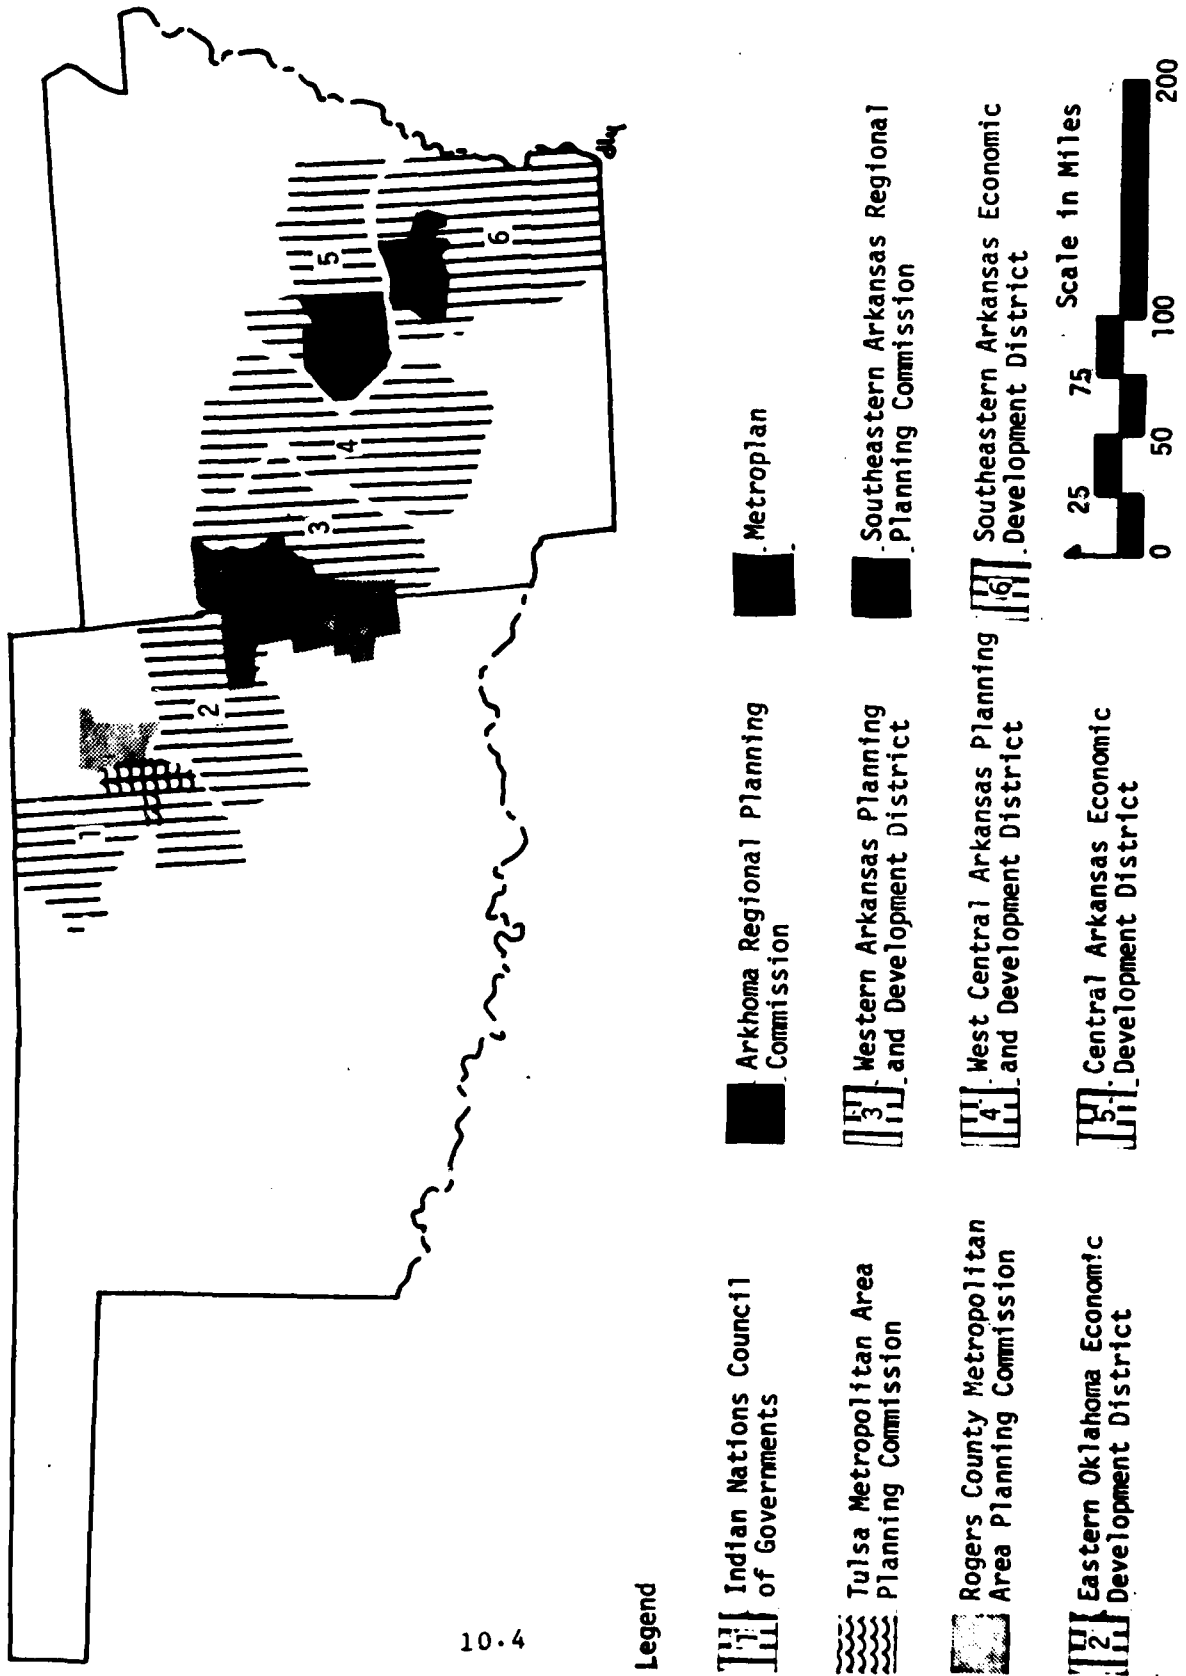 1
2
3
4
5
6
dly
10.4
Legend
1 Indian Nations Council
of Governments
Tulsa Metropolitan Area
Planning Commission
Rogers County Metropolitan
Area Planning Commission
2 Eastern Oklahoma Economic
Development District
Arkhoma Regional Planning
Commission
3 Western Arkansas Planning
and Development District
4 West Central Arkansas Planning
and Development District
5 Central Arkansas Economic
Development District
Metroplan
Southeastern Arkansas Regional
Planning Commission
6 Southeastern Arkansas Economic
Development District
Scale in Miles
0 25 50 75 100 200